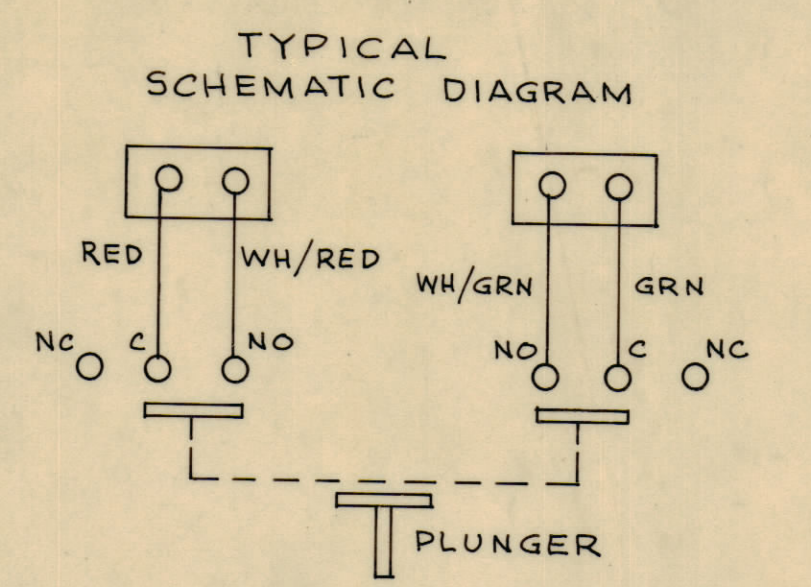 TYPICAL
SCHEMATIC DIAGRAM
RED
WH/RED
WH/GRN
GRN
NC
C
NO
NO
C
NC
PLUNGER